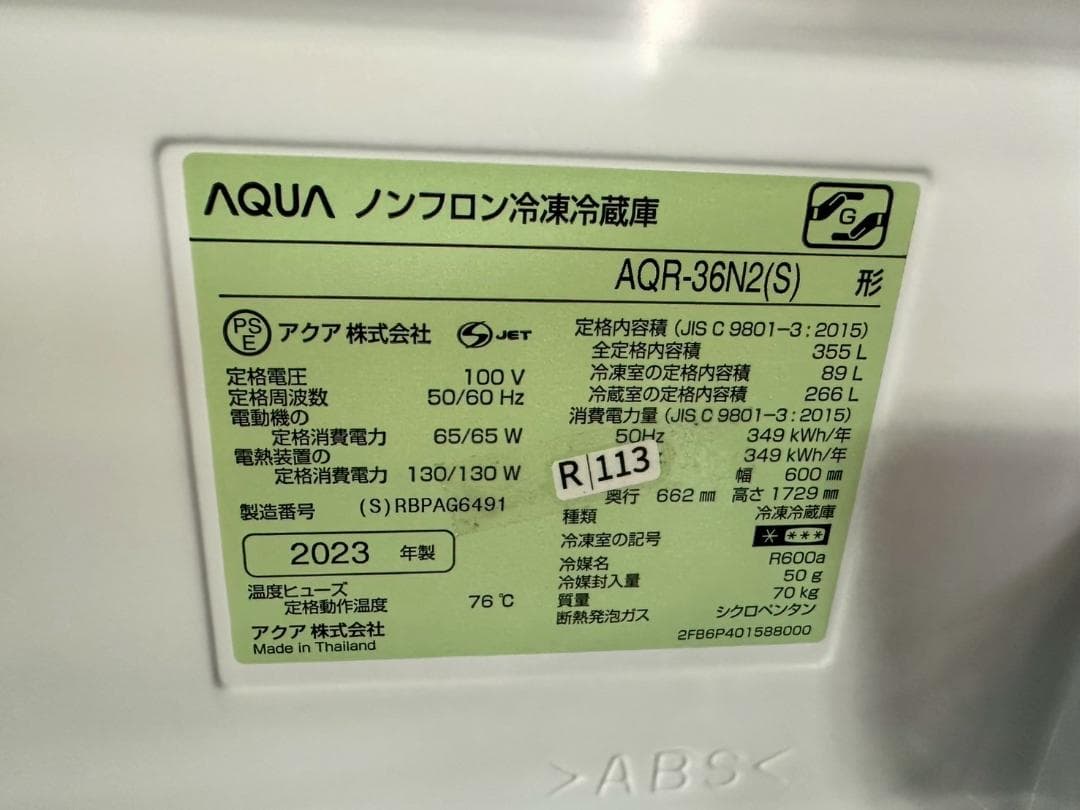 AQUA ノンフロン冷凍冷蔵庫
G
AQR-36N2(S) 形
PS E アクア 株式会社 S JET
定格電圧 100 V
定格周波数 50/60 Hz
電動機の
定格消費電力 65/65 W
電熱装置の
定格消費電力 130/130 W
製造番号 (S)RBPAG6491
2023 年製
温度ヒューズ
定格動作温度 76 ℃
アクア 株式会社
Made in Thailand
定格内容積 (JIS C 9801-3 : 2015)
全定格内容積 355 L
冷凍室の定格内容積 89 L
冷蔵室の定格内容積 266 L
消費電力量 (JIS C 9801-3 : 2015)
50Hz 349 kWh/年
349 kWh/年
R 113
幅 600 ㎜
奥行 662 ㎜ 高さ 1729 ㎜
種類 冷凍冷蔵庫
冷凍室の記号 * ***
冷媒名 R600a
冷媒封入量 50 g
質量 70 kg
断熱発泡ガス シクロペンタン
2FB6P401588000
>ABS<